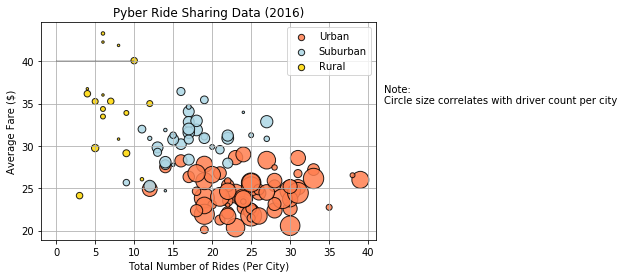 Pyber Ride Sharing Data (2016)
Urban
Suburban
Rural
Note:
Circle size correlates with driver count per city
Average Fare ($)
45
40
35
30
25
20
0 5 10 15 20 25 30 35 40
Total Number of Rides (Per City)